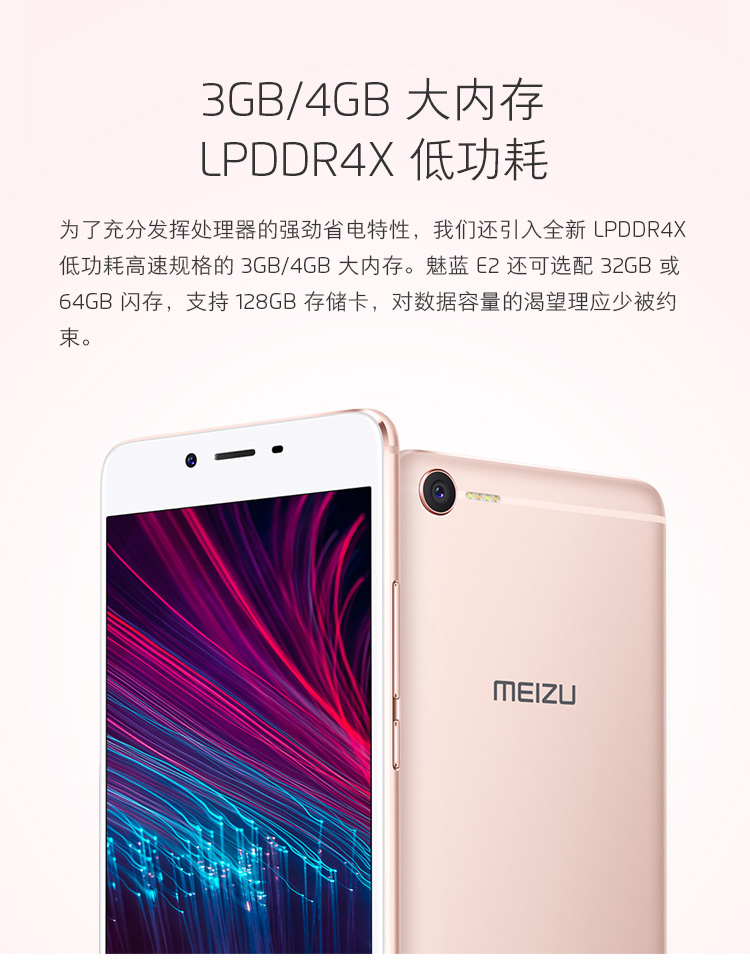 3GB/4GB 大内存
LPDDR4X 低功耗
为了充分发挥处理器的强劲省电特性，我们还引入全新 LPDDR4X
低功耗高速规格的 3GB/4GB 大内存。魅蓝 E2 还可选配 32GB 或
64GB 闪存，支持 128GB 存储卡，对数据容量的渴望理应少被约
束。
MEIZU